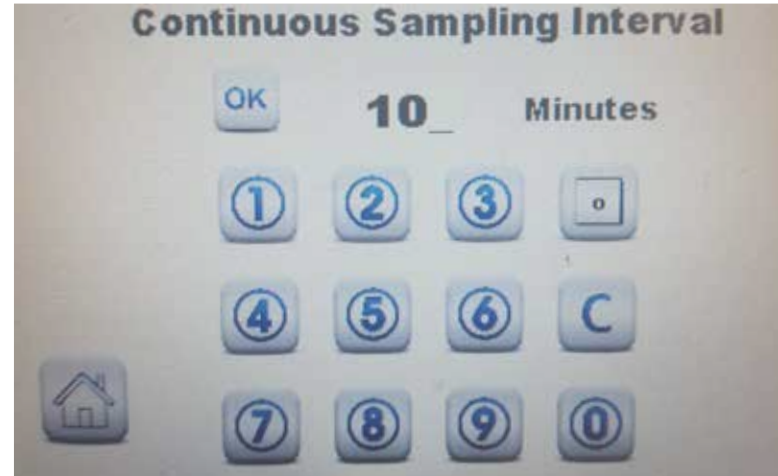 Continuous Sampling Interval
OK 10_ Minutes
1 2 3 o
4 5 6 C
7 8 9 0